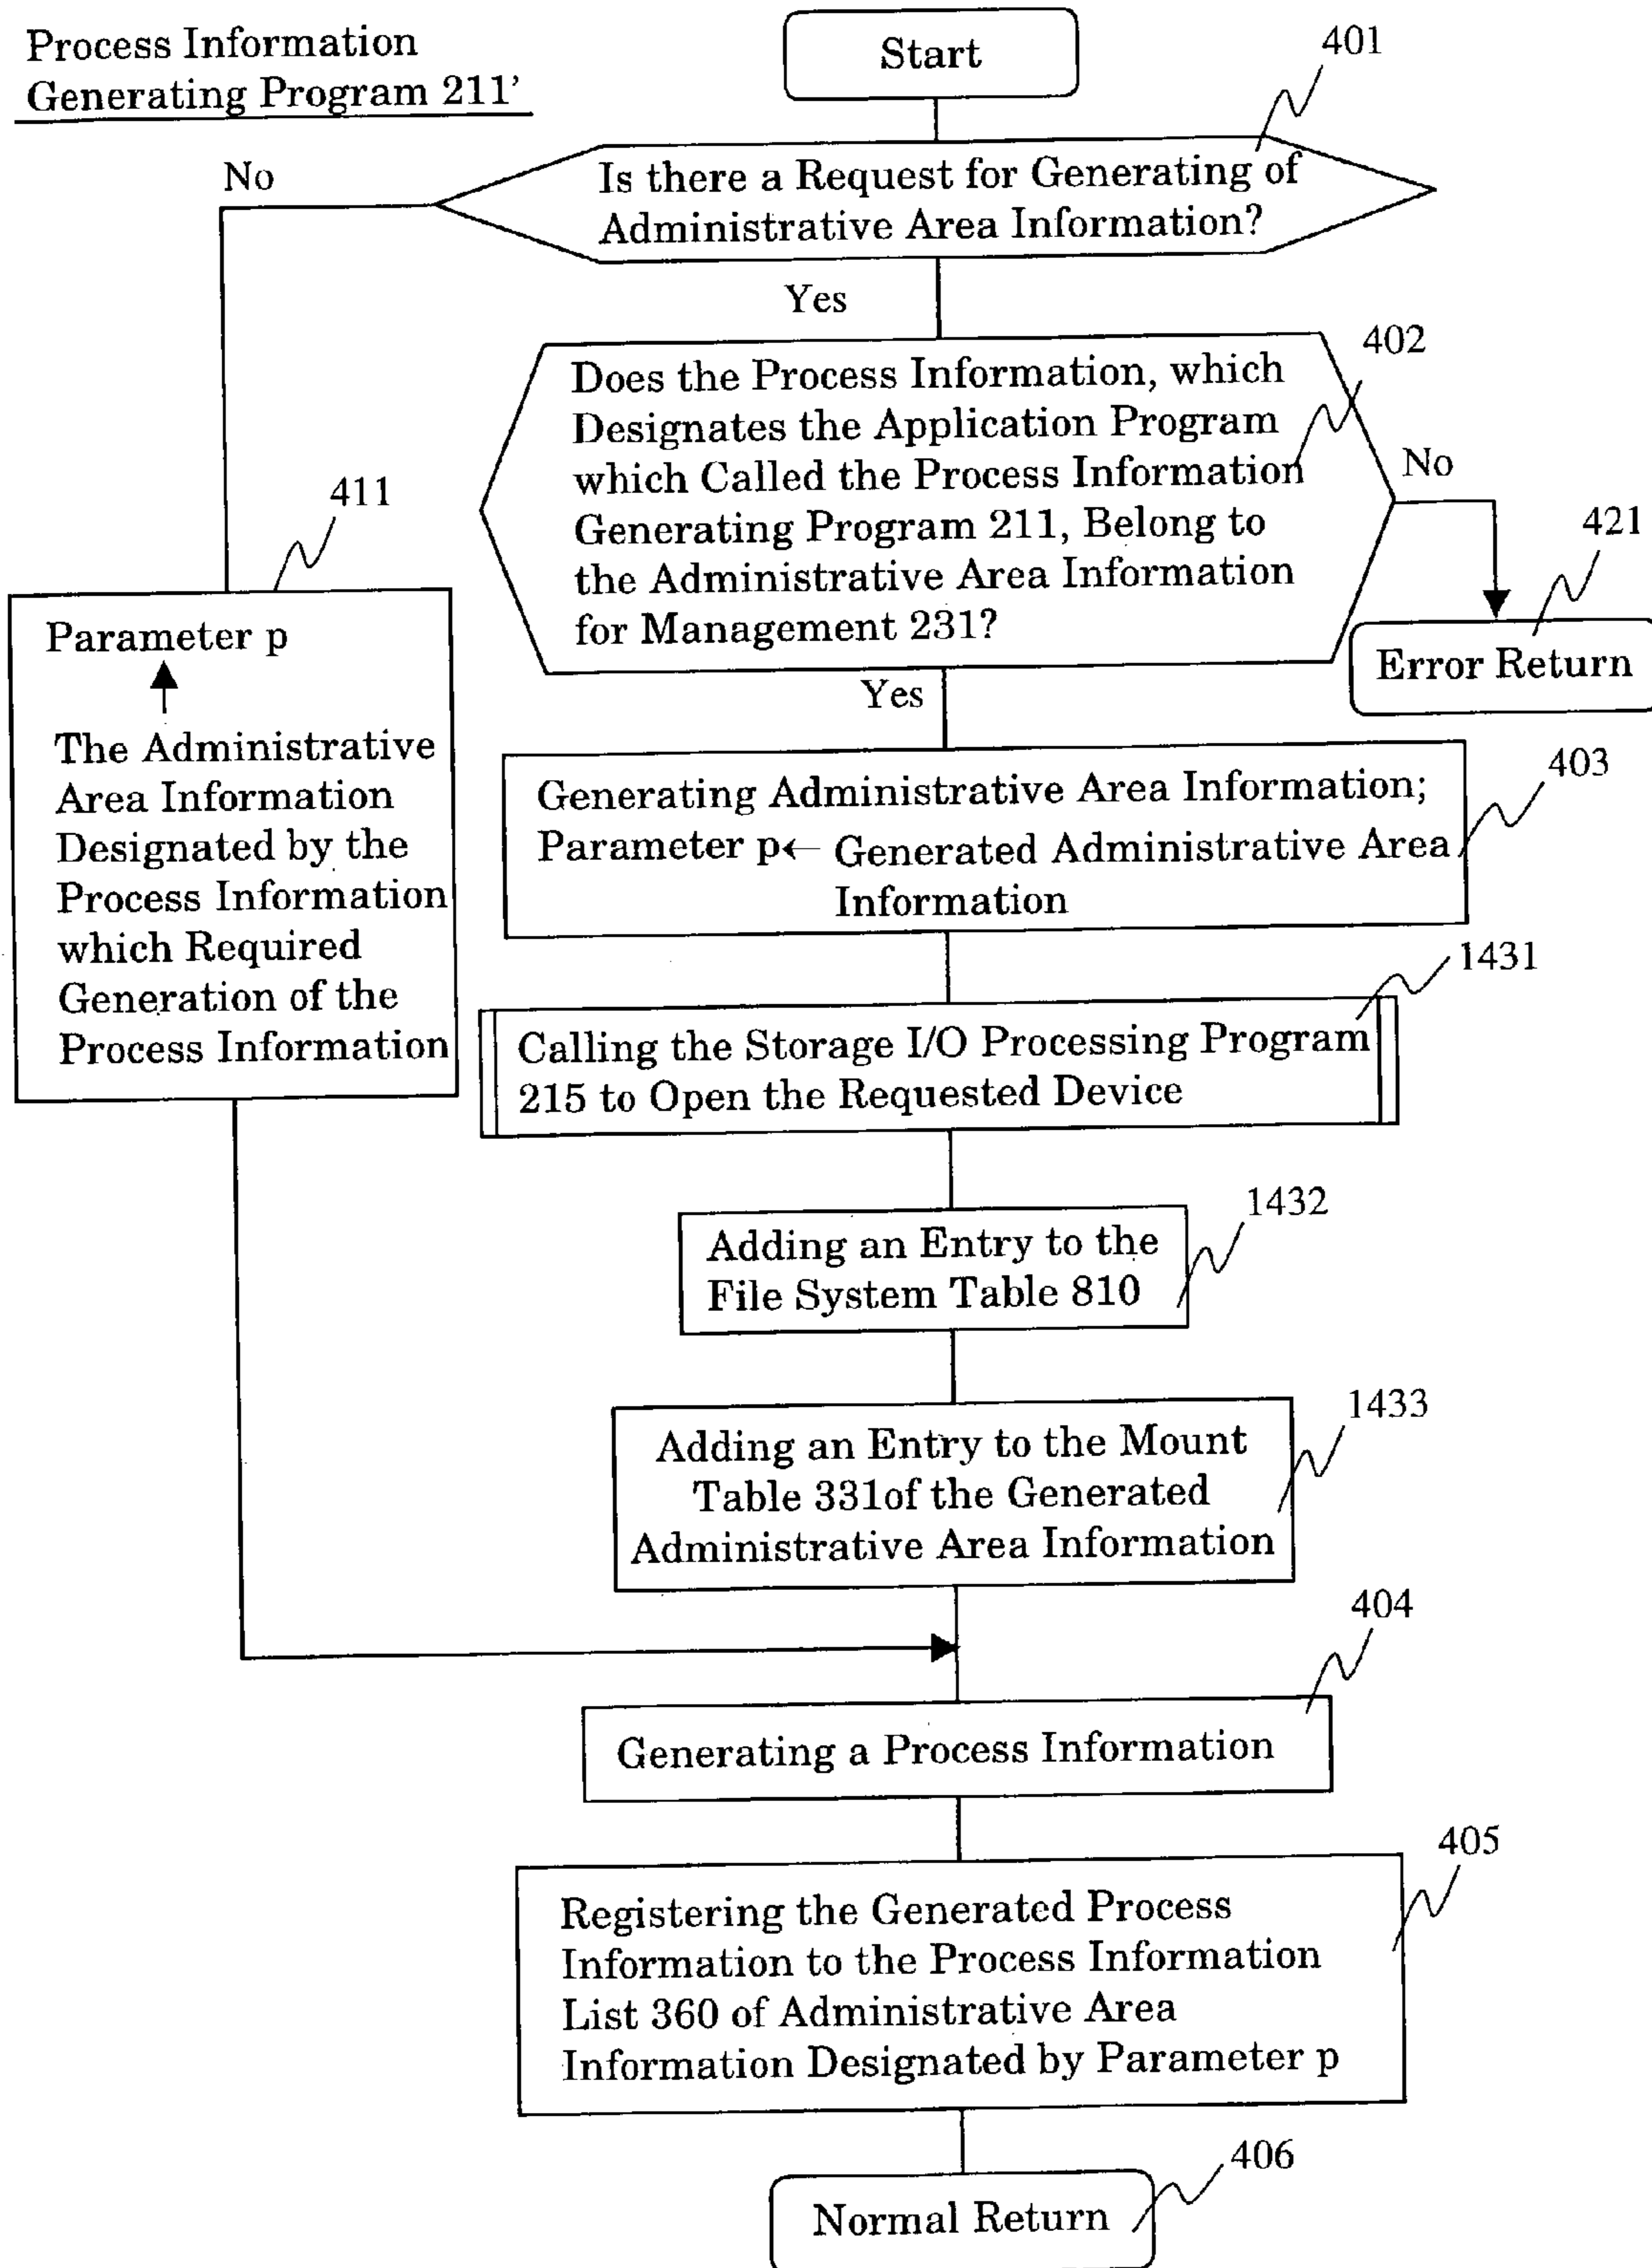 Process Information
Generating Program 211’
Start
401
No
Is there a Request for Generating of
Administrative Area Information?
Yes
402
Does the Process Information, which
Designates the Application Program
which Called the Process Information
Generating Program 211, Belong to
the Administrative Area Information
for Management 231?
No
421
Error Return
411
Parameter p
The Administrative
Area Information
Designated by the
Process Information
which Required
Generation of the
Process Information
Yes
403
Generating Administrative Area Information;
Parameter p← Generated Administrative Area
Information
1431
Calling the Storage I/O Processing Program
215 to Open the Requested Device
1432
Adding an Entry to the
File System Table 810
1433
Adding an Entry to the Mount
Table 331of the Generated
Administrative Area Information
404
Generating a Process Information
405
Registering the Generated Process
Information to the Process Information
List 360 of Administrative Area
Information Designated by Parameter p
406
Normal Return